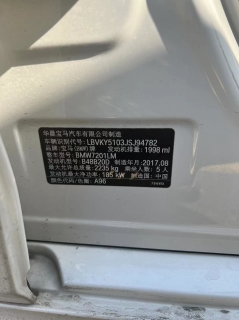 华晨宝马汽车有限公司制造
车辆识别代号: LBVKY5103JSJ94782
品牌: 宝马(BMW)牌 发动机排量: 1998 ml
整车型号: BMW7201LM
发动机型号: B48B20D 制造年月: 2017.08
最大允许总质量: 2235 kg 乘坐人数: 5 人
发动机最大净功率: 185 kW 中国
颜色代码/色卡: A96